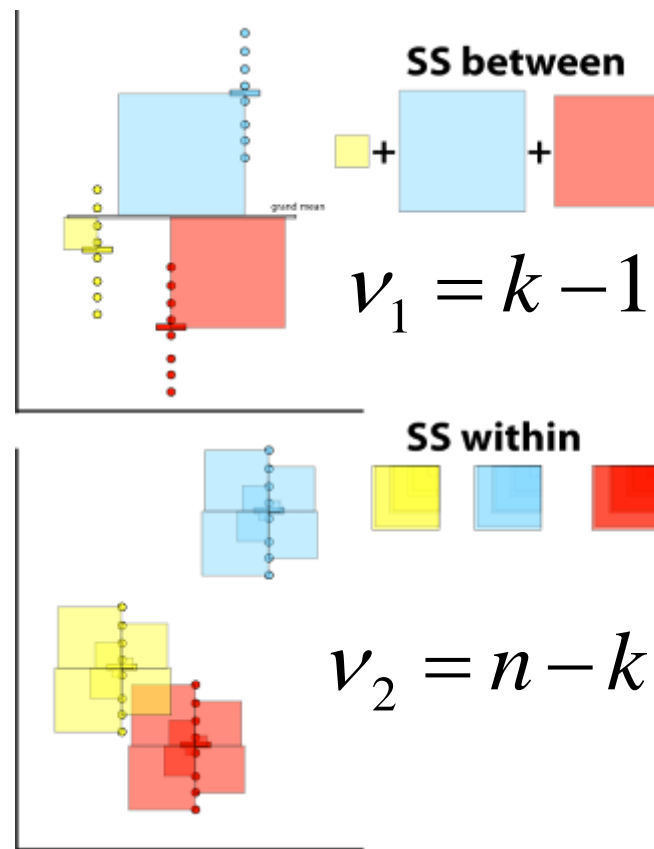 SS between
+ +
grand mean
ν₁ = k − 1
SS within
ν₂ = n − k